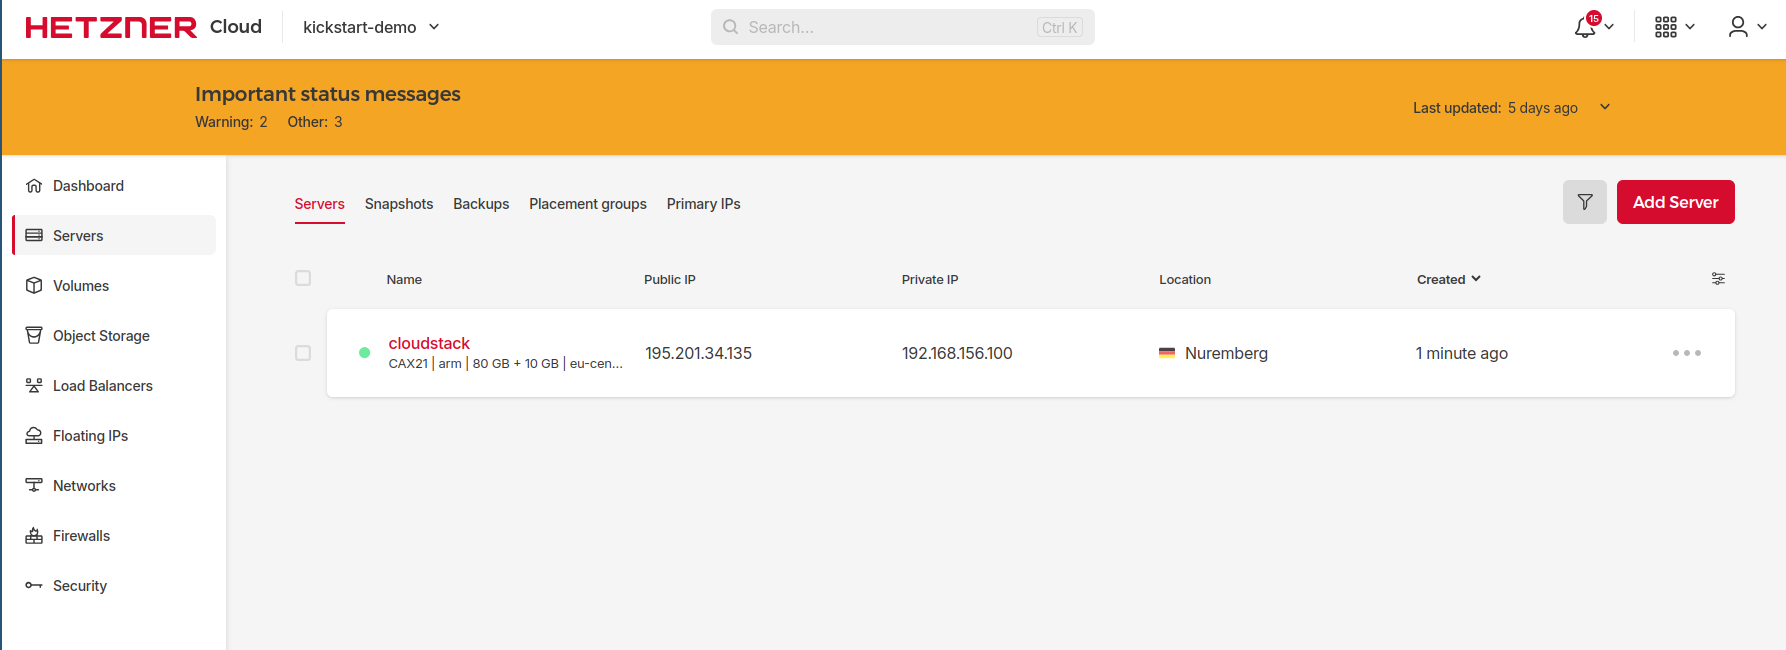 HETZNER Cloud kickstart-demo Search... Ctrl K 15
Important status messages
Warning: 2 Other: 3
Last updated: 5 days ago
Dashboard
Servers
Volumes
Object Storage
Load Balancers
Floating IPs
Networks
Firewalls
Security
Servers Snapshots Backups Placement groups Primary IPs
Add Server
Name Public IP Private IP Location Created
cloudstack
CAX21 | arm | 80 GB + 10 GB | eu-cen...
195.201.34.135 192.168.156.100 Nuremberg 1 minute ago